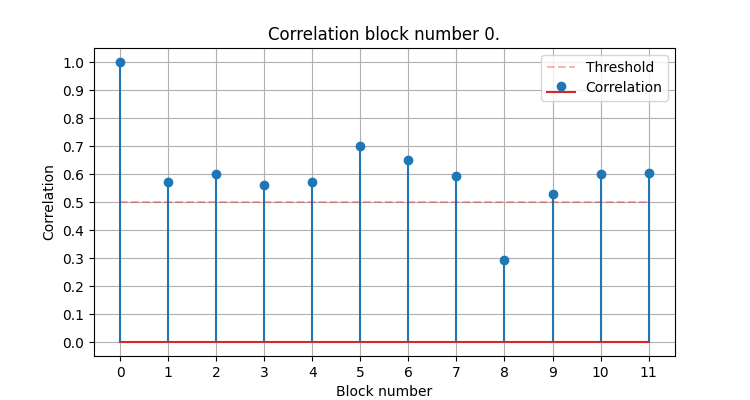 Correlation block number 0.
Threshold
Correlation
Correlation
1.0
0.9
0.8
0.7
0.6
0.5
0.4
0.3
0.2
0.1
0.0
0 1 2 3 4 5 6 7 8 9 10 11
Block number